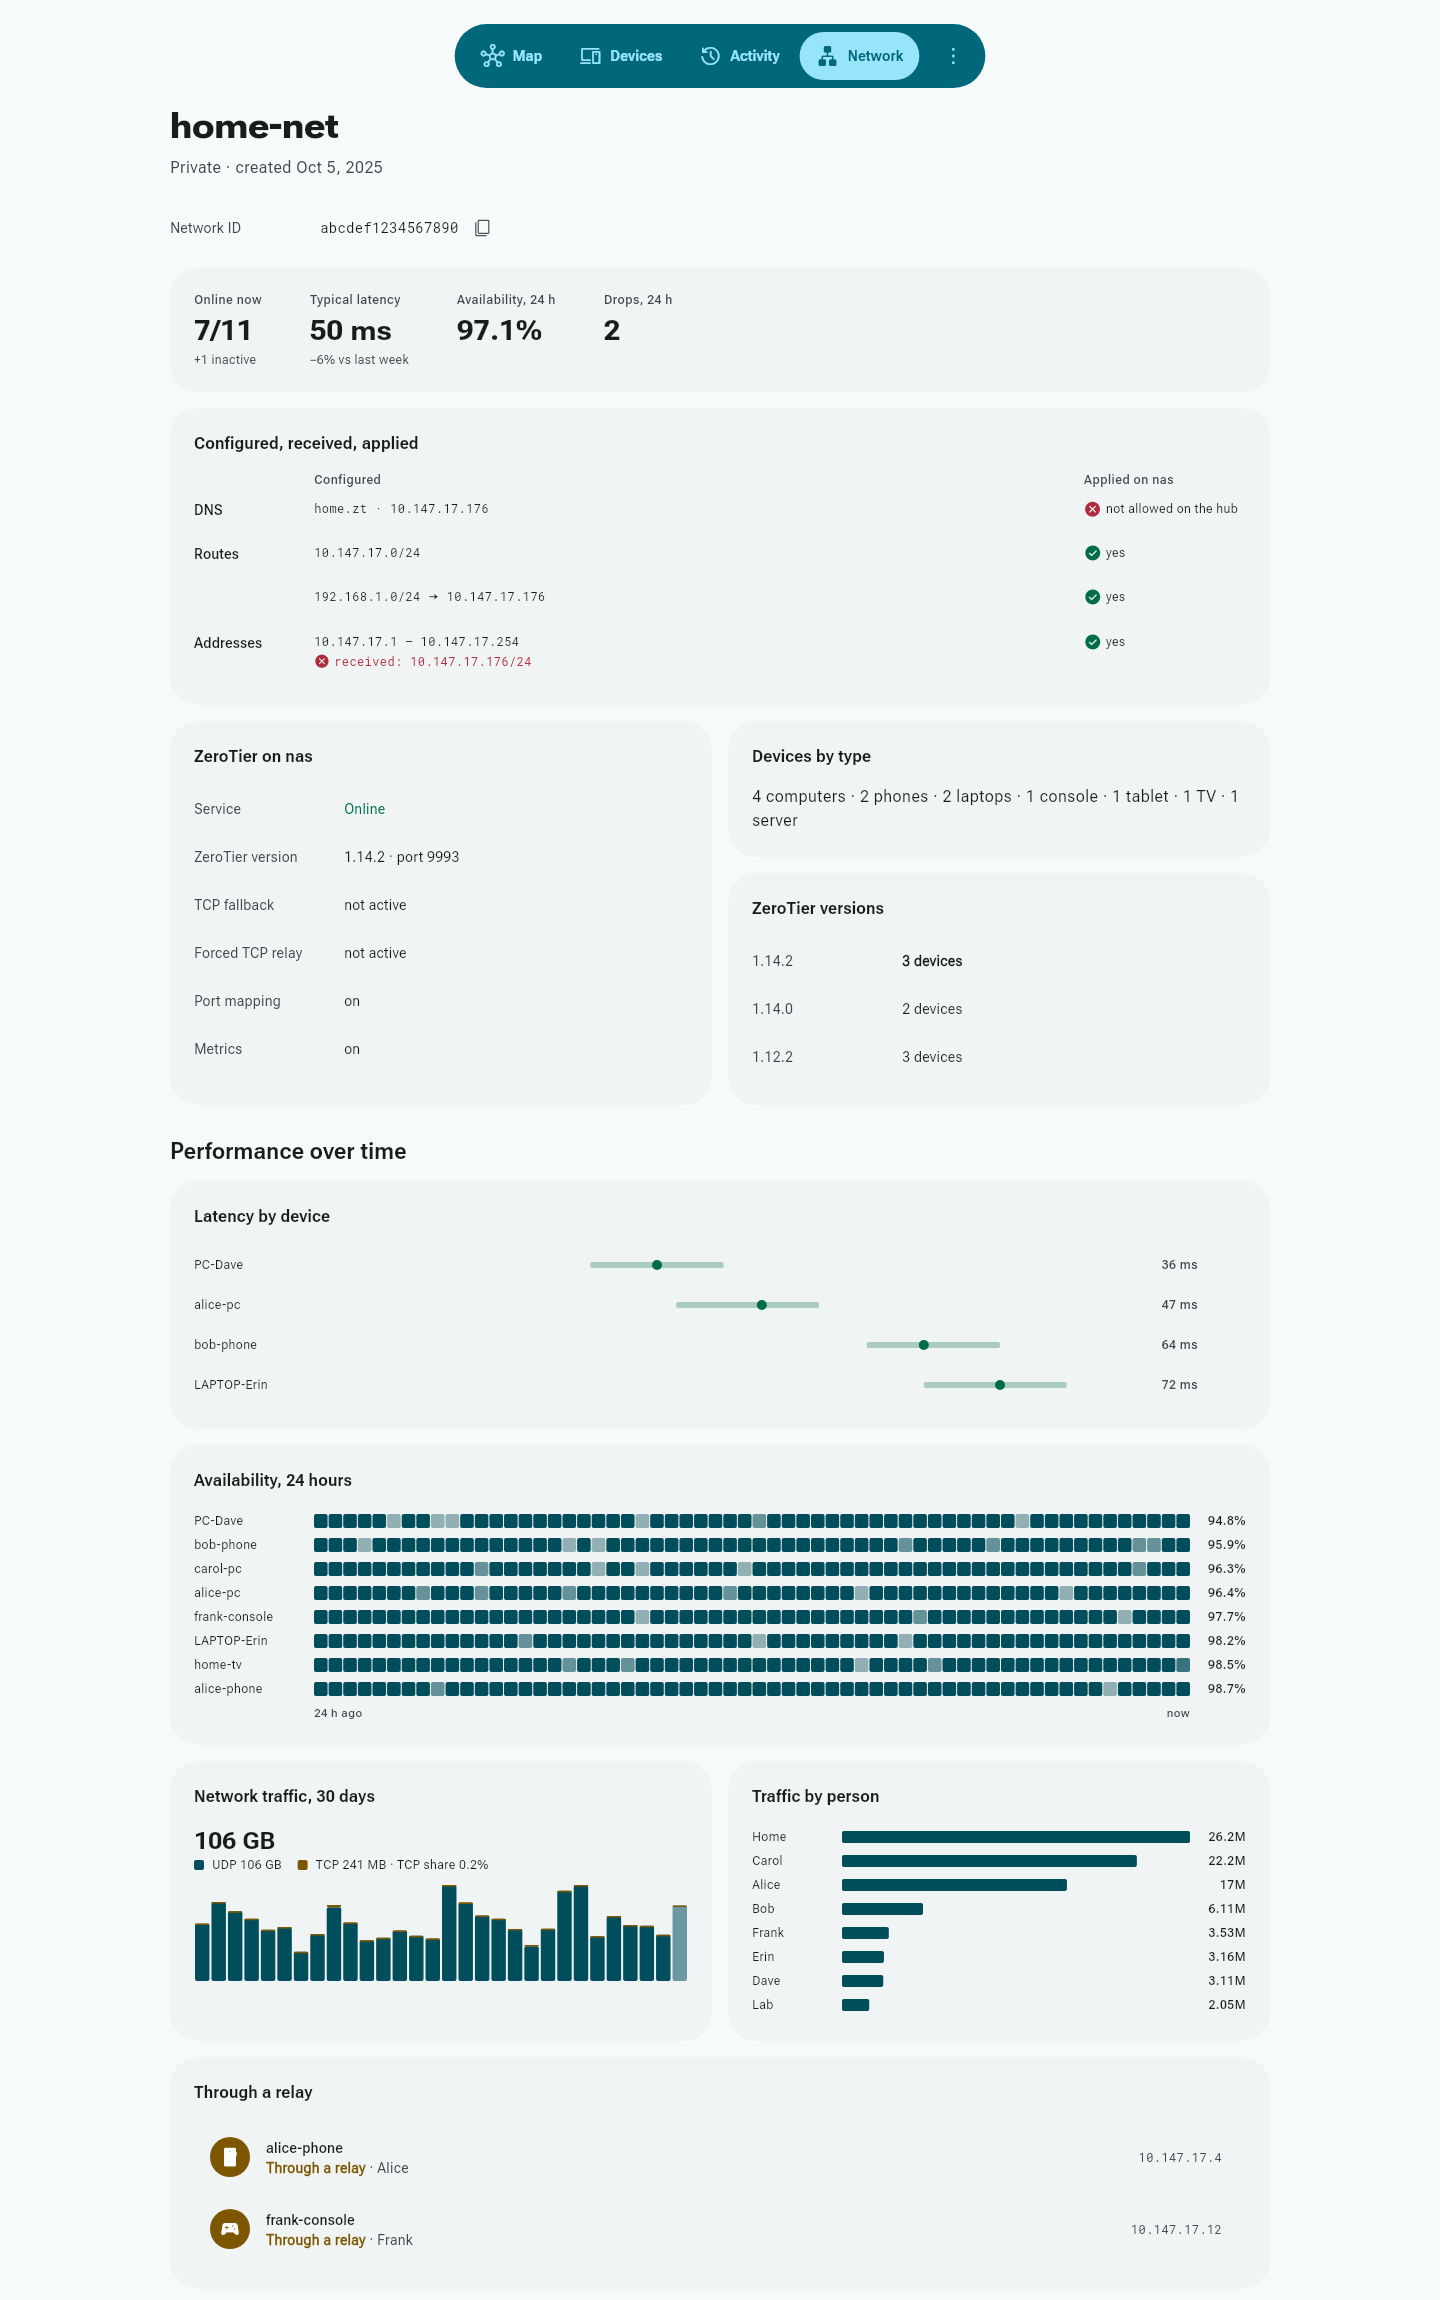 Map Devices Activity Network
home-net
Private · created Oct 5, 2025
Network ID abcdef1234567890
Online now Typical latency Availability, 24 h Drops, 24 h
7/11 50 ms 97.1% 2
+1 inactive −6% vs last week
Configured, received, applied
Configured Applied on nas
DNS home.zt · 10.147.17.176 not allowed on the hub
Routes 10.147.17.0/24 yes
192.168.1.0/24 → 10.147.17.176 yes
Addresses 10.147.17.1 – 10.147.17.254 yes
received: 10.147.17.176/24
ZeroTier on nas
Service Online
ZeroTier version 1.14.2 · port 9993
TCP fallback not active
Forced TCP relay not active
Port mapping on
Metrics on
Devices by type
4 computers · 2 phones · 2 laptops · 1 console · 1 tablet · 1 TV · 1
server
ZeroTier versions
1.14.2 3 devices
1.14.0 2 devices
1.12.2 3 devices
Performance over time
Latency by device
PC-Dave 36 ms
alice-pc 47 ms
bob-phone 64 ms
LAPTOP-Erin 72 ms
Availability, 24 hours
PC-Dave 94.8%
bob-phone 95.9%
carol-pc 96.3%
alice-pc 96.4%
frank-console 97.7%
LAPTOP-Erin 98.2%
home-tv 98.5%
alice-phone 98.7%
24 h ago now
Network traffic, 30 days
106 GB
UDP 106 GB TCP 241 MB · TCP share 0.2%
Traffic by person
Home 26.2M
Carol 22.2M
Alice 17M
Bob 6.11M
Frank 3.53M
Erin 3.16M
Dave 3.11M
Lab 2.05M
Through a relay
alice-phone
Through a relay · Alice 10.147.17.4
frank-console
Through a relay · Frank 10.147.17.12